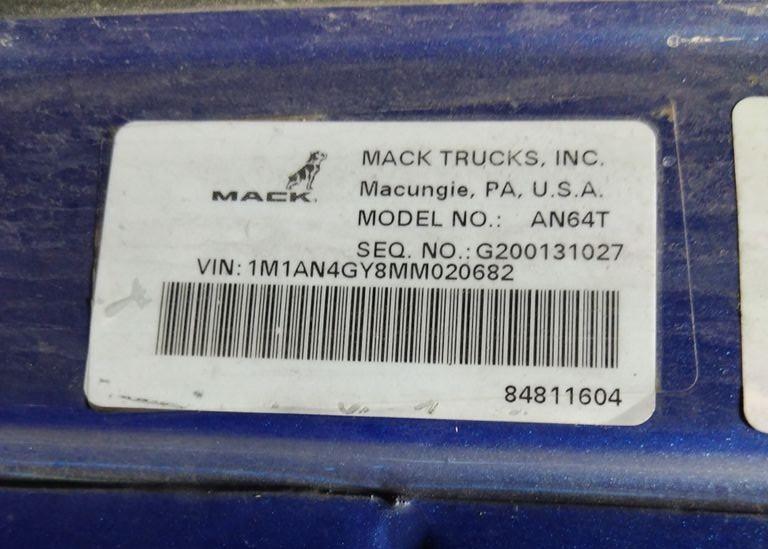 MACK
MACK TRUCKS, INC.
Macungie, PA, U.S.A.
MODEL NO.: AN64T
SEQ. NO.: G200131027
VIN: 1M1AN4GY8MM020682
84811604